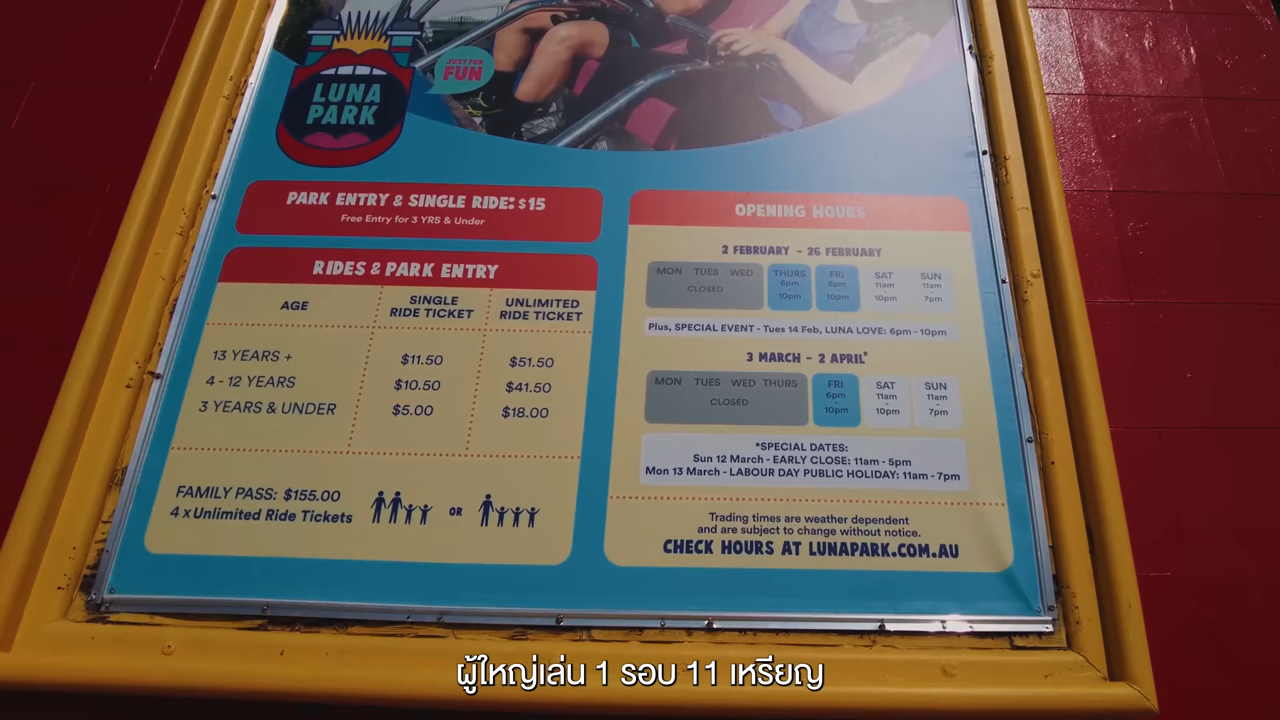 JUST FOR
FUN
LUNA
PARK
PARK ENTRY & SINGLE RIDE: $15
Free Entry for 3 YRS & Under
RIDES & PARK ENTRY
AGE
SINGLE
RIDE TICKET
UNLIMITED
RIDE TICKET
13 YEARS + $11.50 $51.50
4 - 12 YEARS $10.50 $41.50
3 YEARS & UNDER $5.00 $18.00
FAMILY PASS: $155.00
4 x Unlimited Ride Tickets
OR
OPENING HOURS
2 FEBRUARY - 26 FEBRUARY
MON TUES WED
CLOSED
THURS
6pm
-
10pm
FRI
6pm
-
10pm
SAT
11am
-
10pm
SUN
11am
-
7pm
Plus, SPECIAL EVENT - Tues 14 Feb, LUNA LOVE: 6pm - 10pm
3 MARCH - 2 APRIL*
MON TUES WED THURS
CLOSED
FRI
6pm
-
10pm
SAT
11am
-
10pm
SUN
11am
-
7pm
*SPECIAL DATES:
Sun 12 March - EARLY CLOSE: 11am - 5pm
Mon 13 March - LABOUR DAY PUBLIC HOLIDAY: 11am - 7pm
Trading times are weather dependent
and are subject to change without notice.
CHECK HOURS AT LUNAPARK.COM.AU
ผู้ใหญ่เล่น 1 รอบ 11 เหรียญ